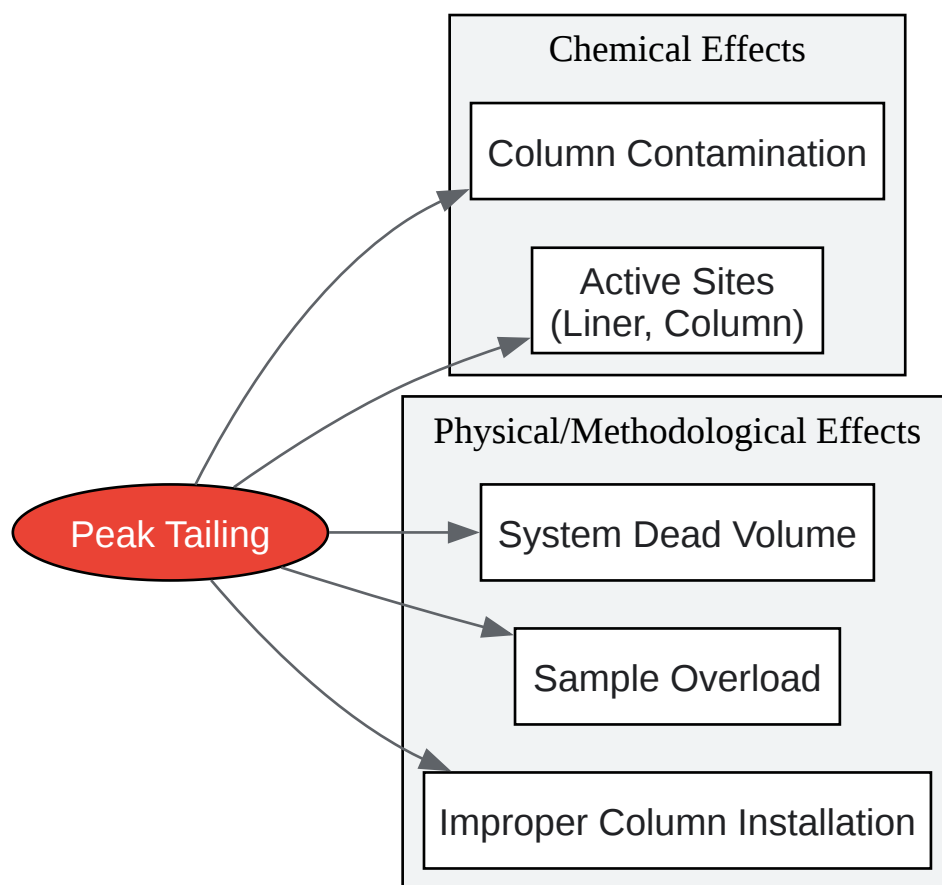 Chemical Effects
Column Contamination
Active Sites
(Liner, Column)
Physical/Methodological Effects
Peak Tailing
System Dead Volume
Sample Overload
Improper Column Installation